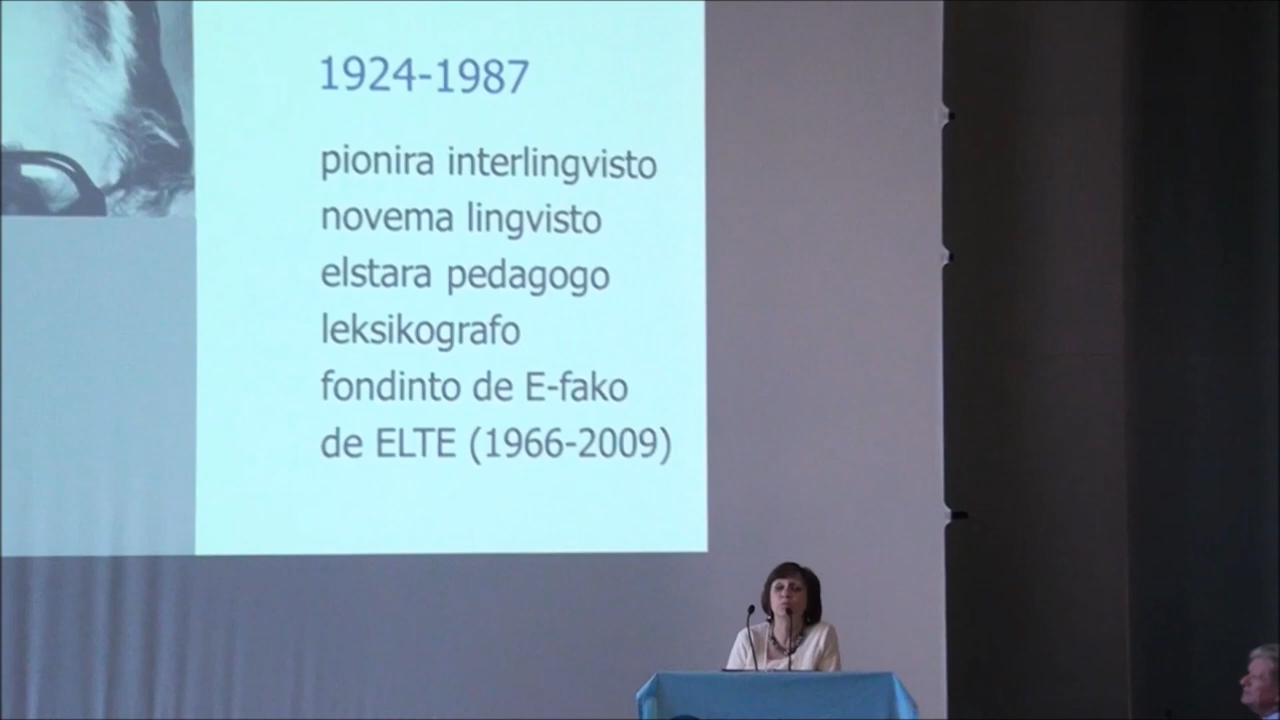 1924-1987
pionira interlingvisto
novema lingvisto
elstara pedagogo
leksikografo
fondinto de E-fako
de ELTE (1966-2009)